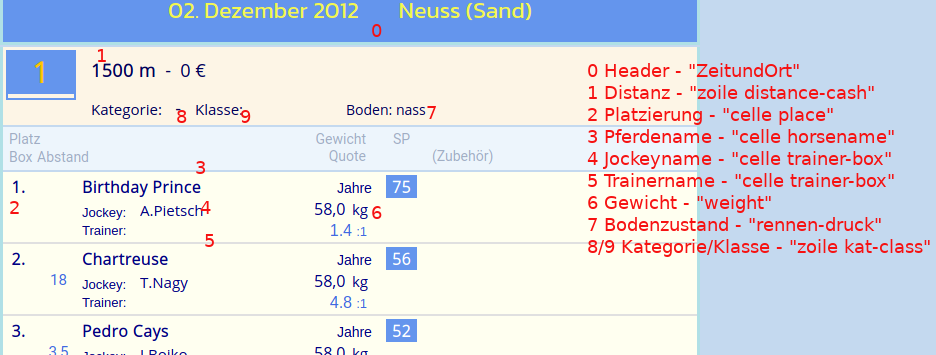 02. Dezember 2012 Neuss (Sand)
0
1
1
1500 m - 0 €
Kategorie: - Klasse:
8 9
Boden: nass 7
Platz Gewicht SP
Box Abstand Quote (Zubehör)
3
1. Birthday Prince Jahre 75
2 Jockey: A.Pietsch 4 58,0 kg 6
Trainer: 1.4 :1
5
2. Chartreuse Jahre 56
18 Jockey: T.Nagy 58,0 kg
Trainer: 4.8 :1
3. Pedro Cays Jahre 52
3.5 Jockey: J.Bojko 58,0 kg
0 Header - "ZeitundOrt"
1 Distanz - "zoile distance-cash"
2 Platzierung - "celle place"
3 Pferdename - "celle horsename"
4 Jockeyname - "celle trainer-box"
5 Trainername - "celle trainer-box"
6 Gewicht - "weight"
7 Bodenzustand - "rennen-druck"
8/9 Kategorie/Klasse - "zoile kat-class"